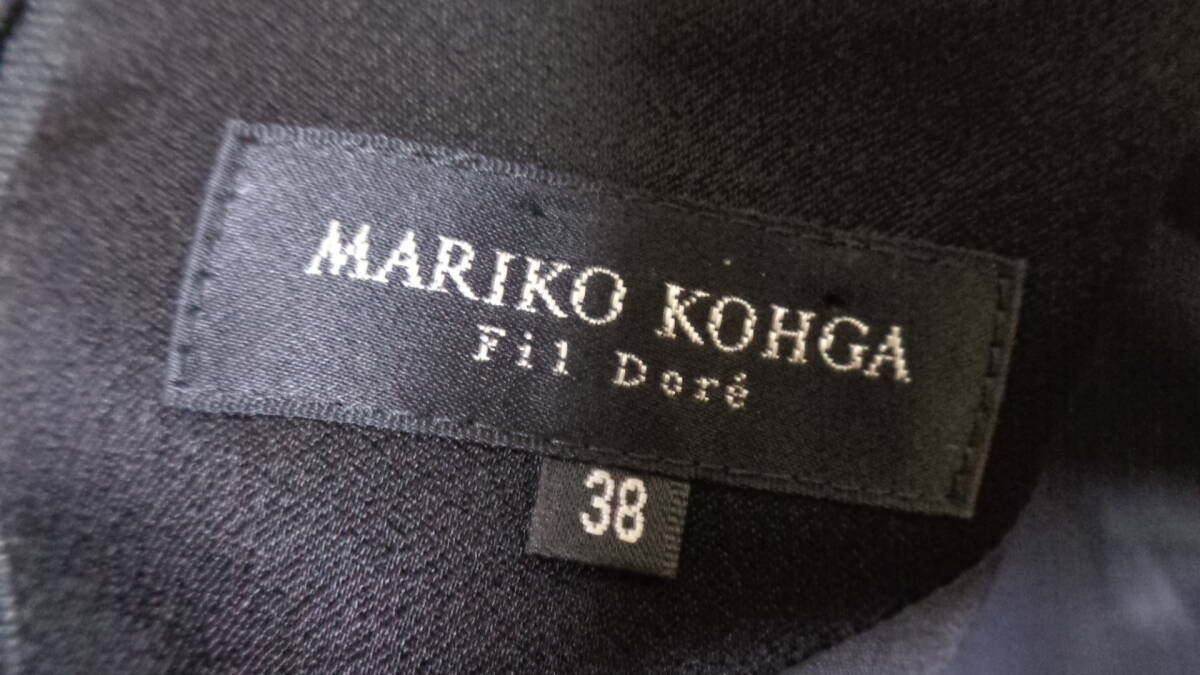 MARIKO KOHGA
Fil Doré
38